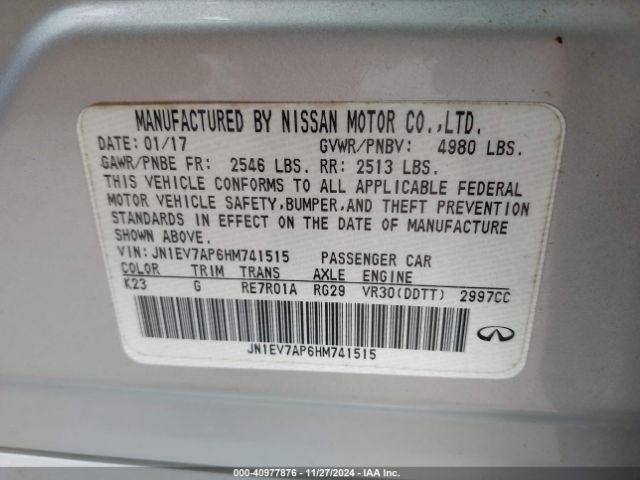 MANUFACTURED BY NISSAN MOTOR CO.,LTD.
DATE: 01/17 GVWR/PNBV: 4980 LBS.
GAWR/PNBE FR: 2546 LBS. RR: 2513 LBS.
THIS VEHICLE CONFORMS TO ALL APPLICABLE FEDERAL
MOTOR VEHICLE SAFETY,BUMPER,AND THEFT PREVENTION
STANDARDS IN EFFECT ON THE DATE OF MANUFACTURE
SHOWN ABOVE.
VIN: JN1EV7AP6HM741515 PASSENGER CAR
COLOR TRIM TRANS AXLE ENGINE
K23 G RE7R01A RG29 VR30(DDTT) 2997CC
JN1EV7AP6HM741515
000-40977876 - 11/27/2024 - IAA Inc.